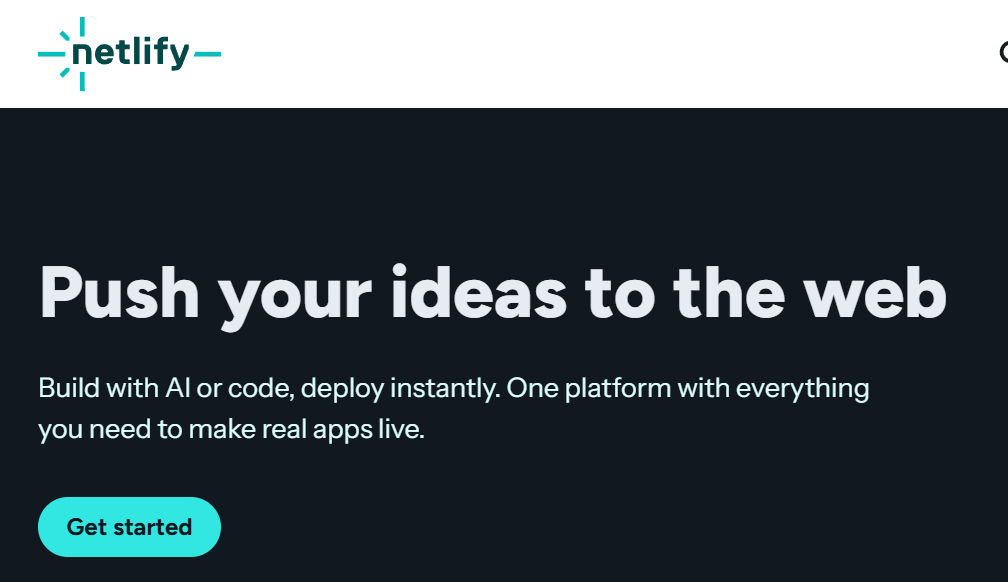 netlify
Push your ideas to the web
Build with AI or code, deploy instantly. One platform with everything
you need to make real apps live.
Get started